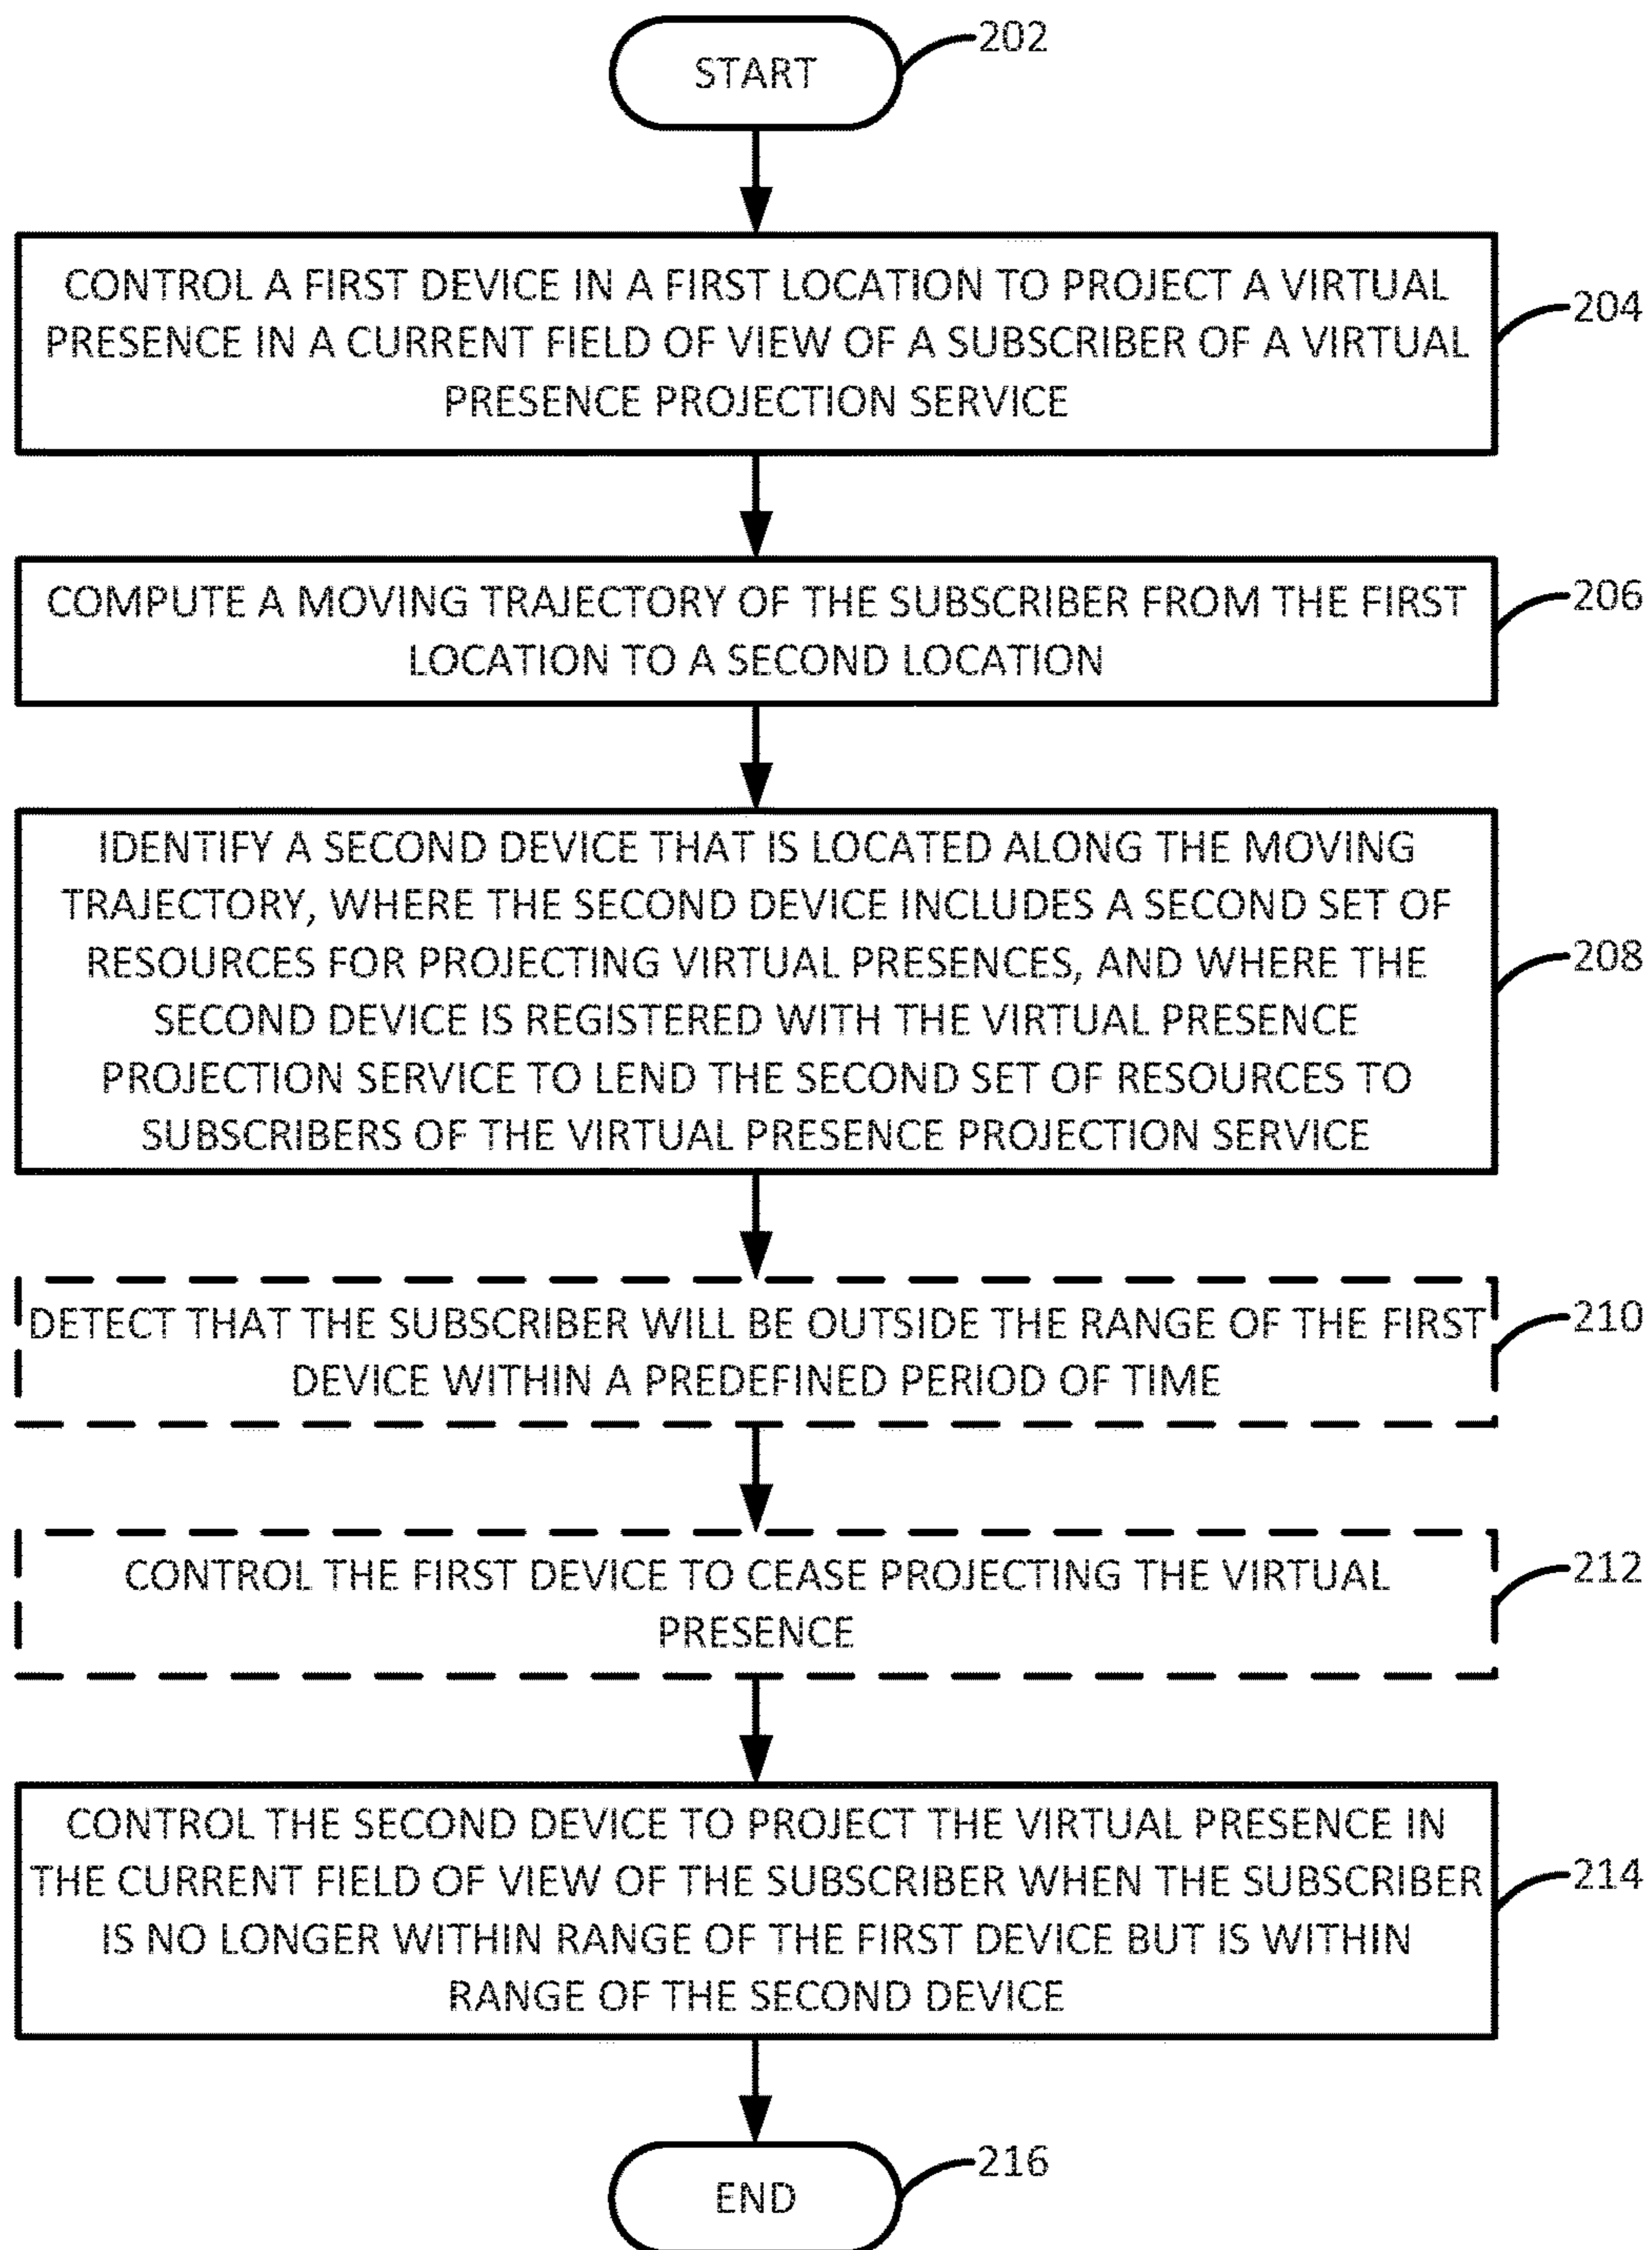 START
202
CONTROL A FIRST DEVICE IN A FIRST LOCATION TO PROJECT A VIRTUAL
PRESENCE IN A CURRENT FIELD OF VIEW OF A SUBSCRIBER OF A VIRTUAL
PRESENCE PROJECTION SERVICE
204
COMPUTE A MOVING TRAJECTORY OF THE SUBSCRIBER FROM THE FIRST
LOCATION TO A SECOND LOCATION
206
IDENTIFY A SECOND DEVICE THAT IS LOCATED ALONG THE MOVING
TRAJECTORY, WHERE THE SECOND DEVICE INCLUDES A SECOND SET OF
RESOURCES FOR PROJECTING VIRTUAL PRESENCES, AND WHERE THE
SECOND DEVICE IS REGISTERED WITH THE VIRTUAL PRESENCE
PROJECTION SERVICE TO LEND THE SECOND SET OF RESOURCES TO
SUBSCRIBERS OF THE VIRTUAL PRESENCE PROJECTION SERVICE
208
DETECT THAT THE SUBSCRIBER WILL BE OUTSIDE THE RANGE OF THE FIRST
DEVICE WITHIN A PREDEFINED PERIOD OF TIME
210
CONTROL THE FIRST DEVICE TO CEASE PROJECTING THE VIRTUAL
PRESENCE
212
CONTROL THE SECOND DEVICE TO PROJECT THE VIRTUAL PRESENCE IN
THE CURRENT FIELD OF VIEW OF THE SUBSCRIBER WHEN THE SUBSCRIBER
IS NO LONGER WITHIN RANGE OF THE FIRST DEVICE BUT IS WITHIN
RANGE OF THE SECOND DEVICE
214
END
216